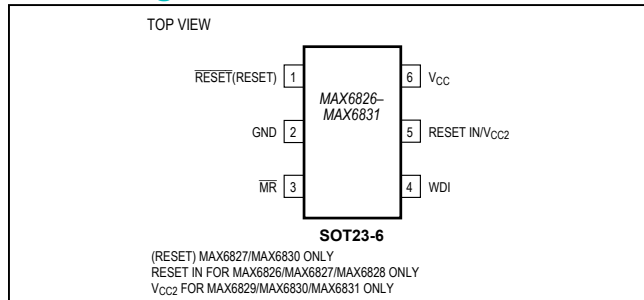 TOP VIEW
RESET(RESET) 1
MAX6826–
MAX6831
6 VCC
GND 2
5 RESET IN/VCC2
MR 3
4 WDI
SOT23-6
(RESET) MAX6827/MAX6830 ONLY
RESET IN FOR MAX6826/MAX6827/MAX6828 ONLY
VCC2 FOR MAX6829/MAX6830/MAX6831 ONLY